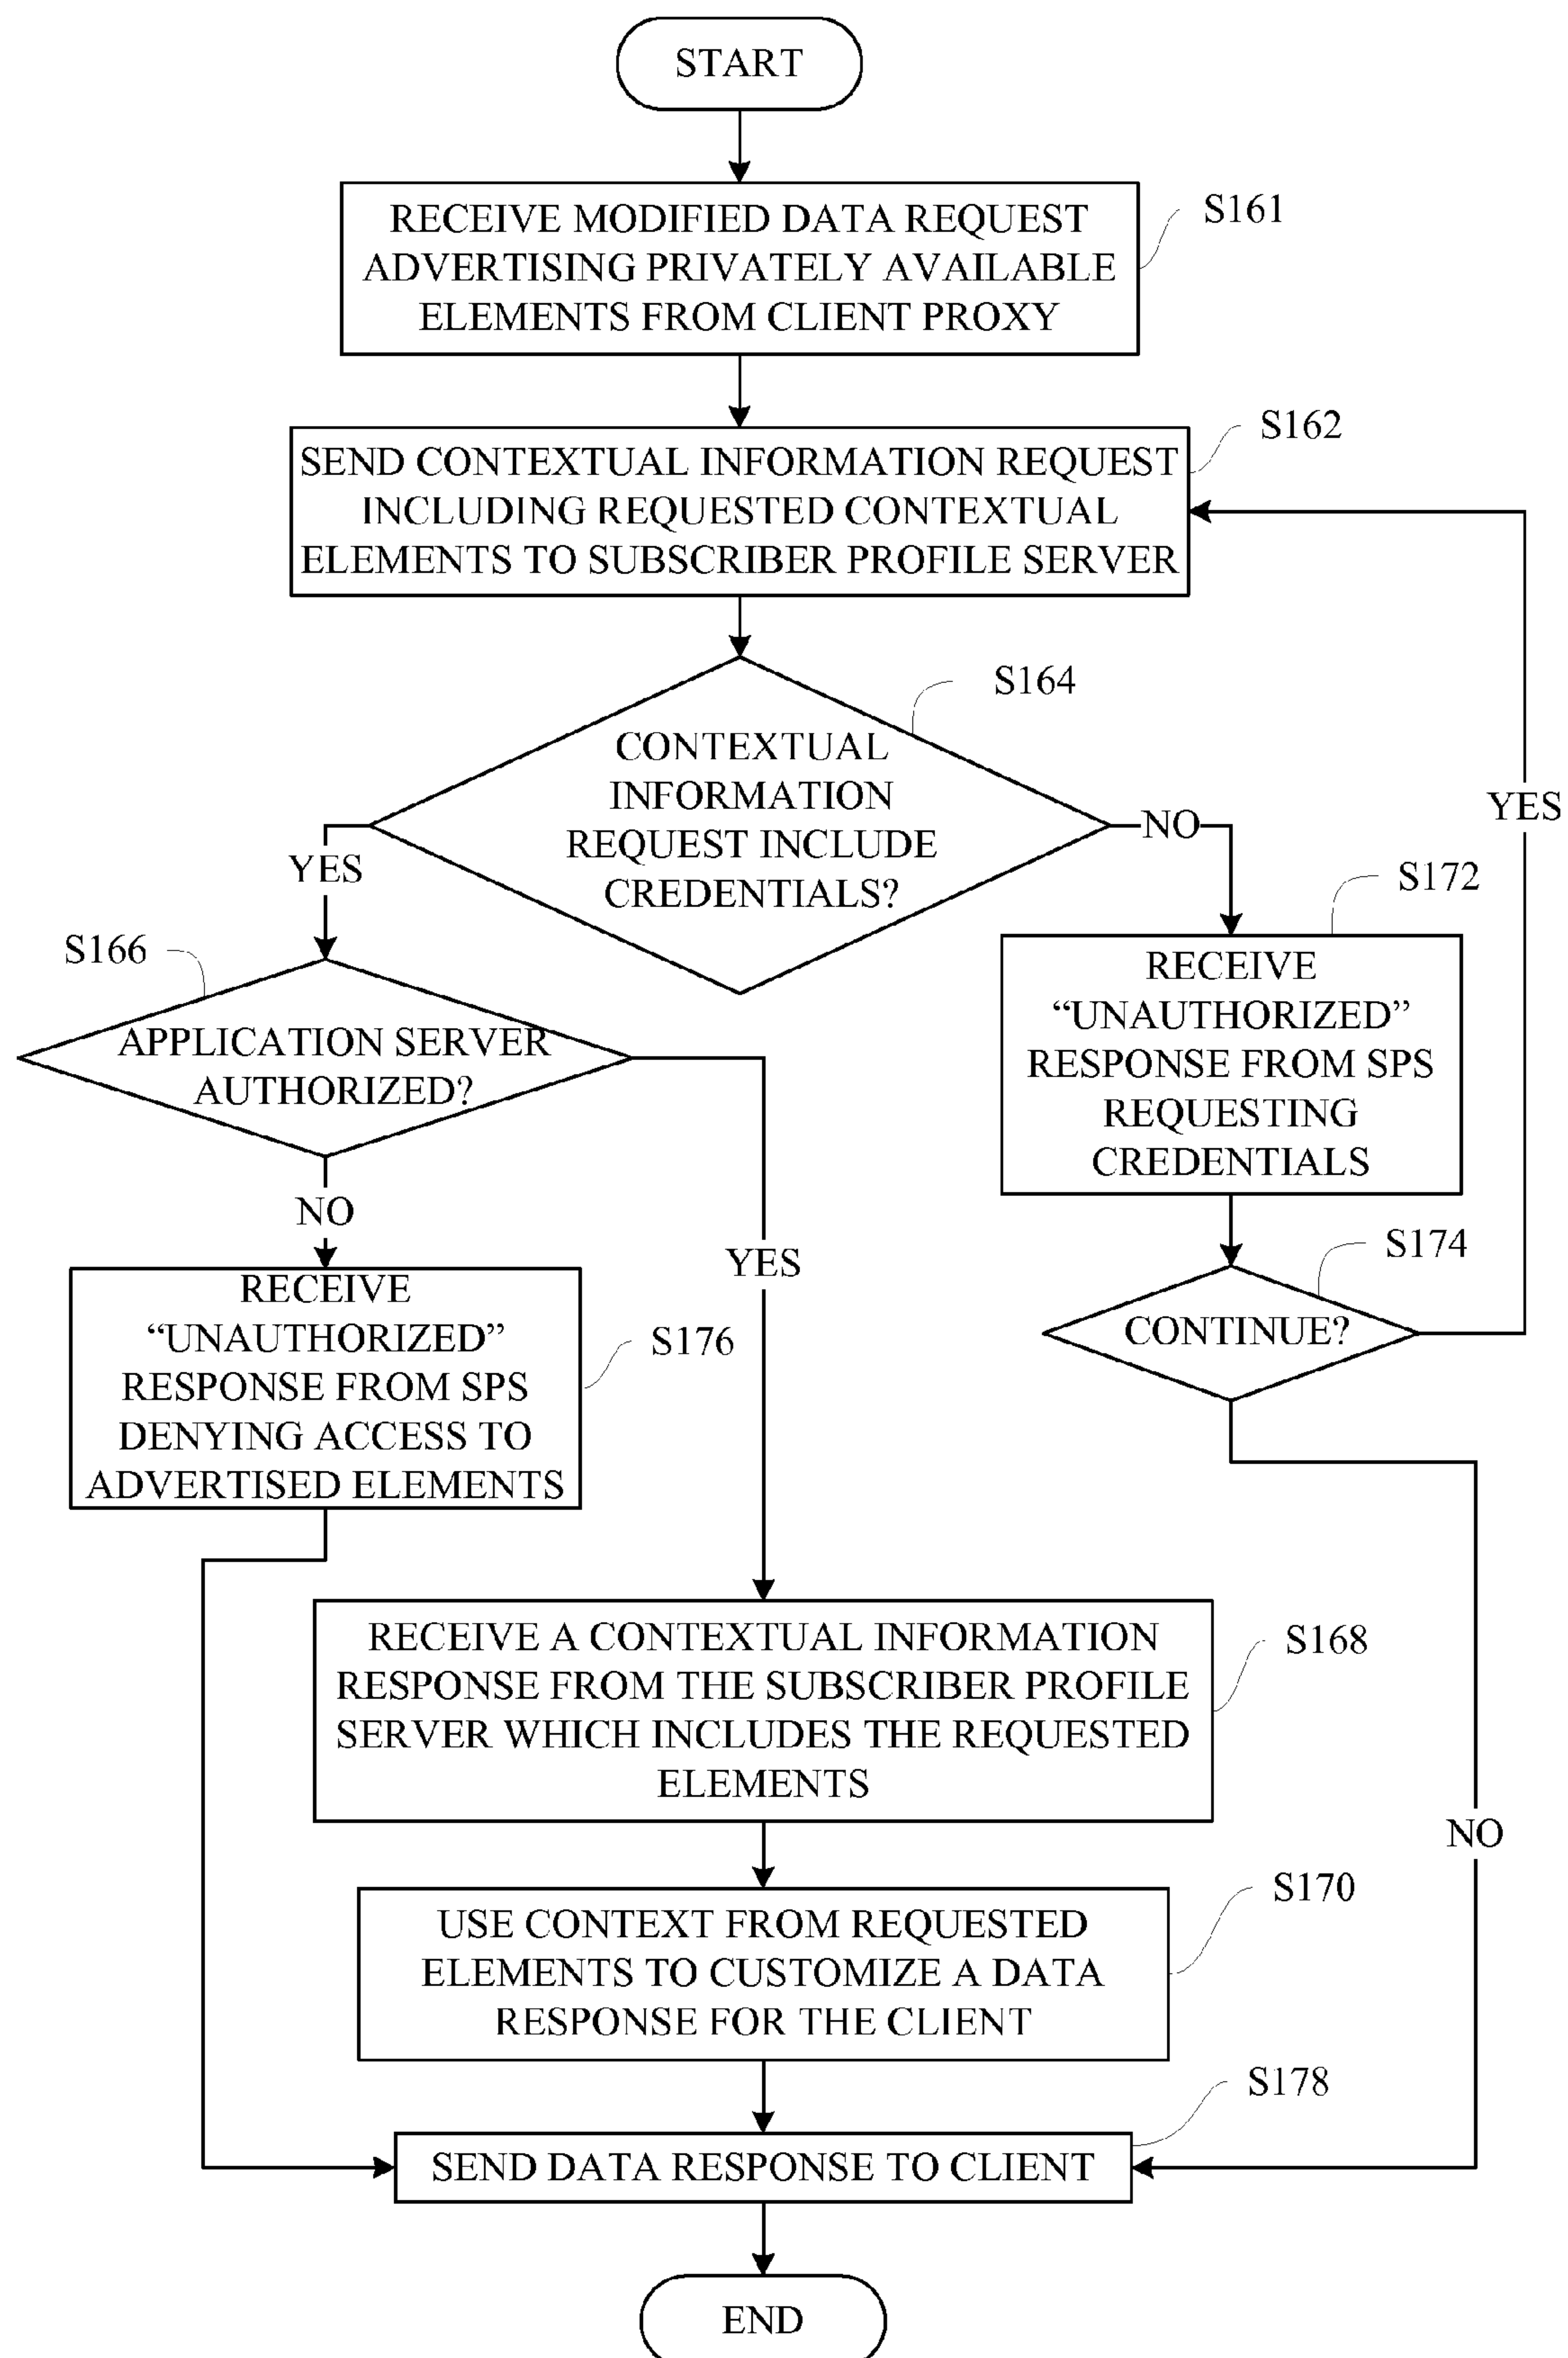 START
RECEIVE MODIFIED DATA REQUEST
ADVERTISING PRIVATELY AVAILABLE
ELEMENTS FROM CLIENT PROXY
S161
S162
SEND CONTEXTUAL INFORMATION REQUEST
INCLUDING REQUESTED CONTEXTUAL
ELEMENTS TO SUBSCRIBER PROFILE SERVER
S164
CONTEXTUAL
INFORMATION
REQUEST INCLUDE
CREDENTIALS?
YES
NO
YES
S172
S166
APPLICATION SERVER
AUTHORIZED?
RECEIVE
“UNAUTHORIZED”
RESPONSE FROM SPS
REQUESTING
CREDENTIALS
NO
YES
S174
CONTINUE?
RECEIVE
“UNAUTHORIZED”
RESPONSE FROM SPS
DENYING ACCESS TO
ADVERTISED ELEMENTS
S176
RECEIVE A CONTEXTUAL INFORMATION
RESPONSE FROM THE SUBSCRIBER PROFILE
SERVER WHICH INCLUDES THE REQUESTED
ELEMENTS
S168
NO
S170
USE CONTEXT FROM REQUESTED
ELEMENTS TO CUSTOMIZE A DATA
RESPONSE FOR THE CLIENT
S178
SEND DATA RESPONSE TO CLIENT
END